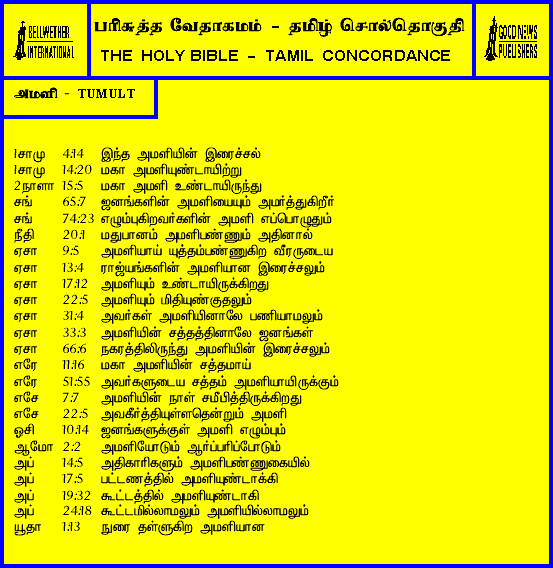 BELLWETHER
INTERNATIONAL
பரிசுத்த வேதாகமம் - தமிழ் சொல்தொகுதி
THE HOLY BIBLE - TAMIL CONCORDANCE
GOOD NEWS
PUBLISHERS
அமளி - TUMULT
1சாமு 4:14 இந்த அமளியின் இரைச்சல்
1சாமு 14:20 மகா அமளியுண்டாயிற்று
2நாளா 15:5 மகா அமளி உண்டாயிருந்து
சங் 65:7 ஜனங்களின் அமளியையும் அமர்த்துகிறீர்
சங் 74:23 எழும்புகிறவர்களின் அமளி எப்பொழுதும்
நீதி 20:1 மதுபானம் அமளிபண்ணும் அதினால்
ஏசா 9:5 அமளியாய் யுத்தம்பண்ணுகிற வீரருடைய
ஏசா 13:4 ராஜ்யங்களின் அமளியான இரைச்சலும்
ஏசா 17:12 அமளியும் உண்டாயிருக்கிறது
ஏசா 22:5 அமளியும் மிதியுண்குதலும்
ஏசா 31:4 அவர்கள் அமளியினாலே பணியாமலும்
ஏசா 33:3 அமளியின் சத்தத்தினாலே ஜனங்கள்
ஏசா 66:6 நகரத்திலிருந்து அமளியின் இரைச்சலும்
எரே 11:16 மகா அமளியின் சத்தமாய்
எரே 51:55 அவர்களுடைய சத்தம் அமளியாயிருக்கும்
எசே 7:7 அமளியின் நாள் சமீபித்திருக்கிறது
எசே 22:5 அவகீர்த்தியுள்ளதென்றும் அமளி
ஓசி 10:14 ஜனங்களுக்குள் அமளி எழும்பும்
ஆமோ 2:2 அமளியோடும் ஆர்ப்பரிப்போடும்
அப் 14:5 அதிகாரிகளும் அமளிபண்ணுகையில்
அப் 17:5 பட்டணத்தில் அமளியுண்டாக்கி
அப் 19:32 கூட்டத்தில் அமளியுண்டாகி
அப் 24:18 கூட்டமில்லாமலும் அமளியில்லாமலும்
யூதா 1:13 நுரை தள்ளுகிற அமளியான